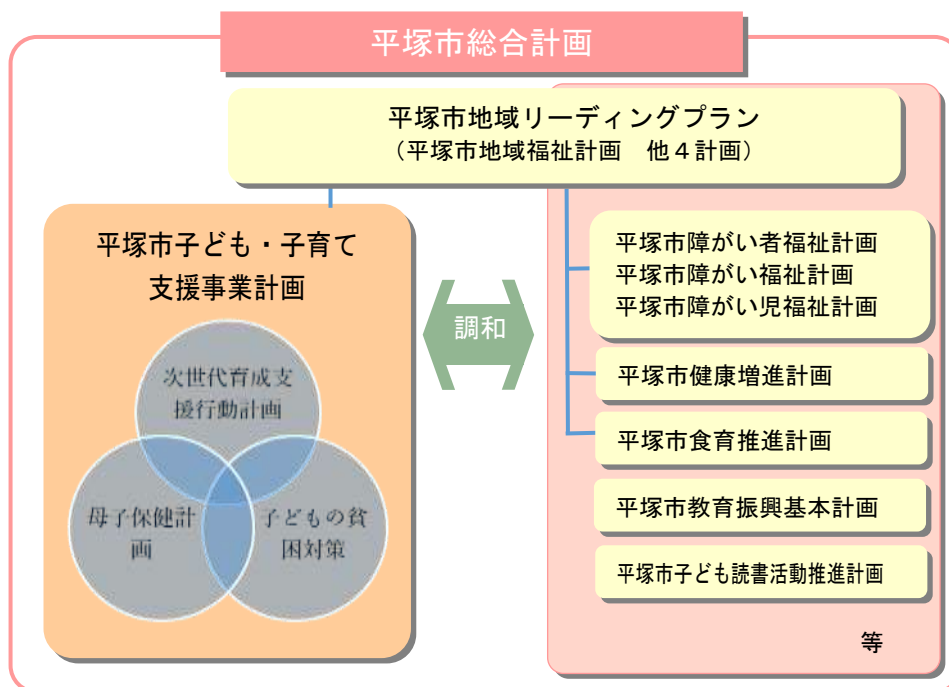 平塚市総合計画
平塚市地域リーディングプラン
（平塚市地域福祉計画　他４計画）
平塚市子ども・子育て
支援事業計画
次世代育成支
援行動計画
母子保健計
画
子どもの貧
困対策
調和
平塚市障がい者福祉計画
平塚市障がい福祉計画
平塚市障がい児福祉計画
平塚市健康増進計画
平塚市食育推進計画
平塚市教育振興基本計画
平塚市子ども読書活動推進計画
等